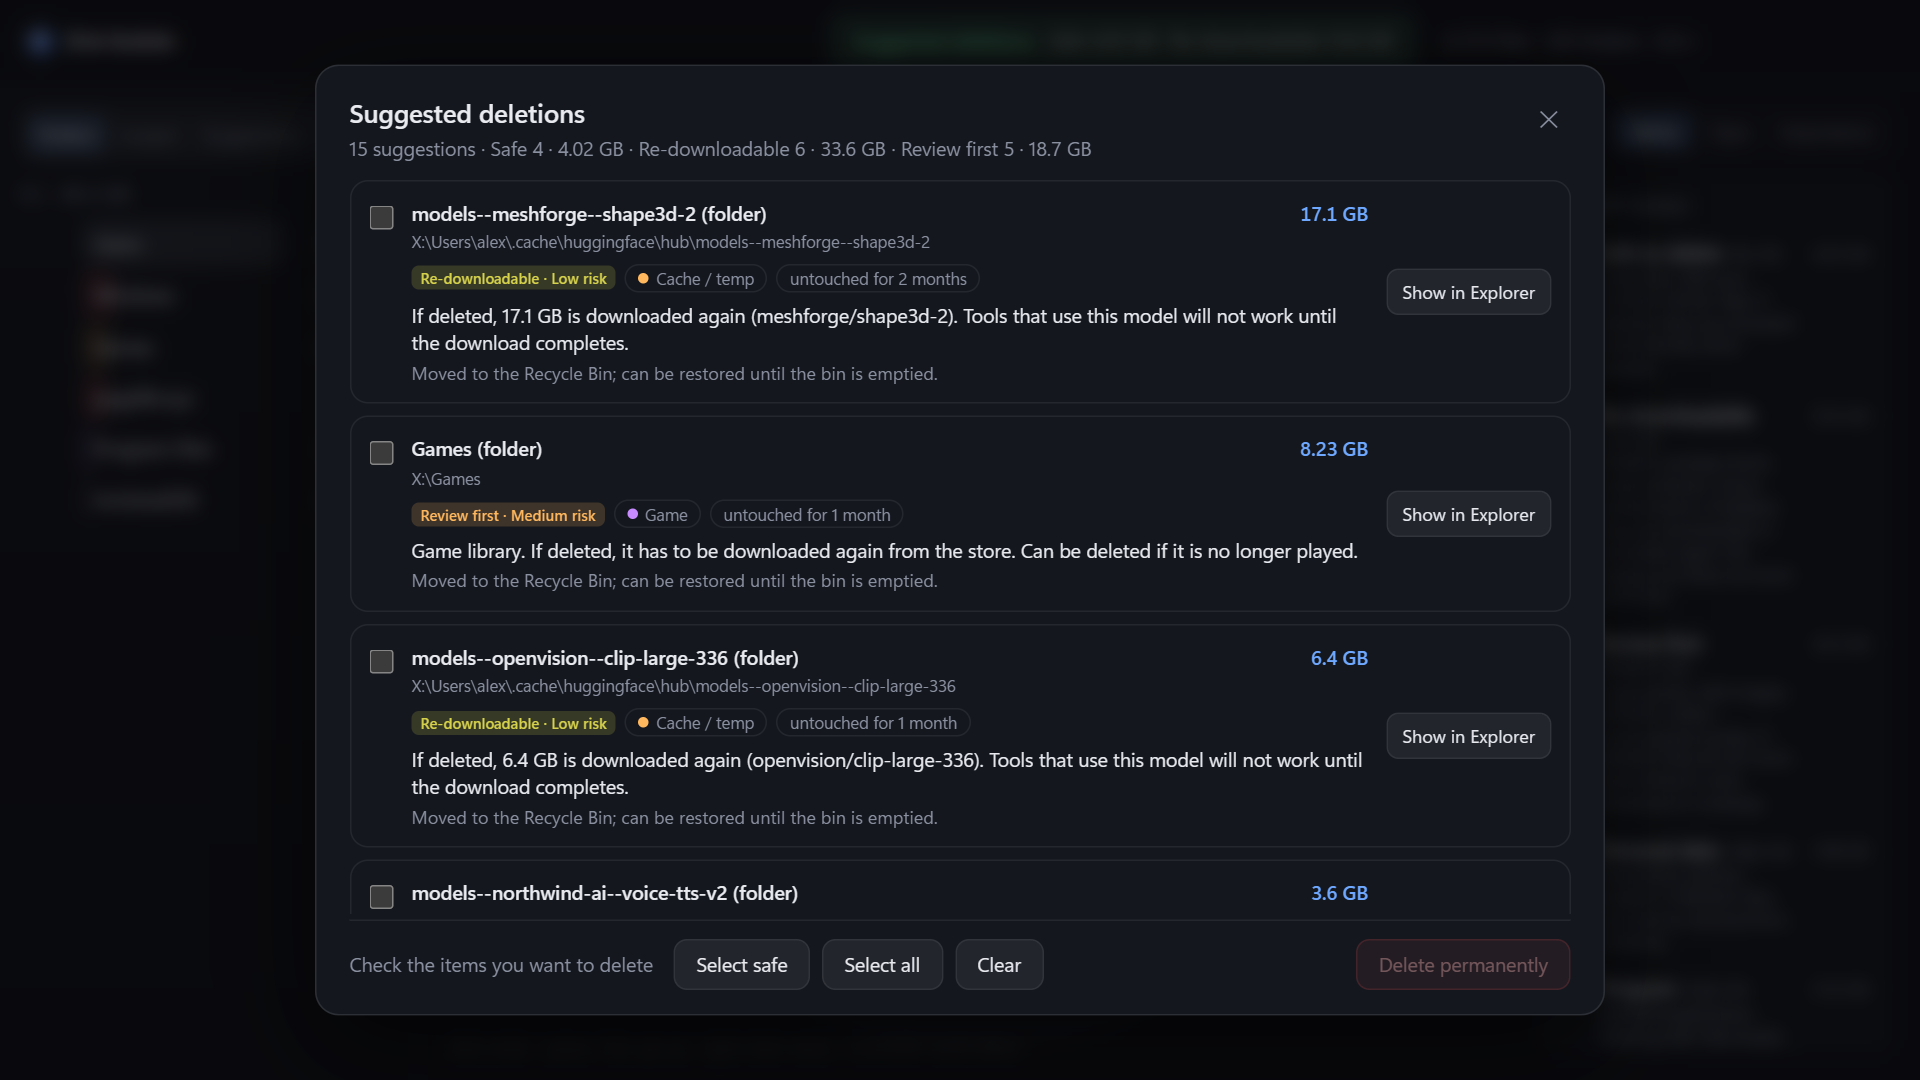 Suggested deletions
15 suggestions · Safe 4 · 4.02 GB · Re-downloadable 6 · 33.6 GB · Review first 5 · 18.7 GB
models--meshforge--shape3d-2 (folder)
17.1 GB
X:\Users\alex\.cache\huggingface\hub\models--meshforge--shape3d-2
Re-downloadable · Low risk
Cache / temp
untouched for 2 months
Show in Explorer
If deleted, 17.1 GB is downloaded again (meshforge/shape3d-2). Tools that use this model will not work until
the download completes.
Moved to the Recycle Bin; can be restored until the bin is emptied.
Games (folder)
8.23 GB
X:\Games
Review first · Medium risk
Game
untouched for 1 month
Show in Explorer
Game library. If deleted, it has to be downloaded again from the store. Can be deleted if it is no longer played.
Moved to the Recycle Bin; can be restored until the bin is emptied.
models--openvision--clip-large-336 (folder)
6.4 GB
X:\Users\alex\.cache\huggingface\hub\models--openvision--clip-large-336
Re-downloadable · Low risk
Cache / temp
untouched for 1 month
Show in Explorer
If deleted, 6.4 GB is downloaded again (openvision/clip-large-336). Tools that use this model will not work until
the download completes.
Moved to the Recycle Bin; can be restored until the bin is emptied.
models--northwind-ai--voice-tts-v2 (folder)
3.6 GB
Check the items you want to delete
Select safe
Select all
Clear
Delete permanently